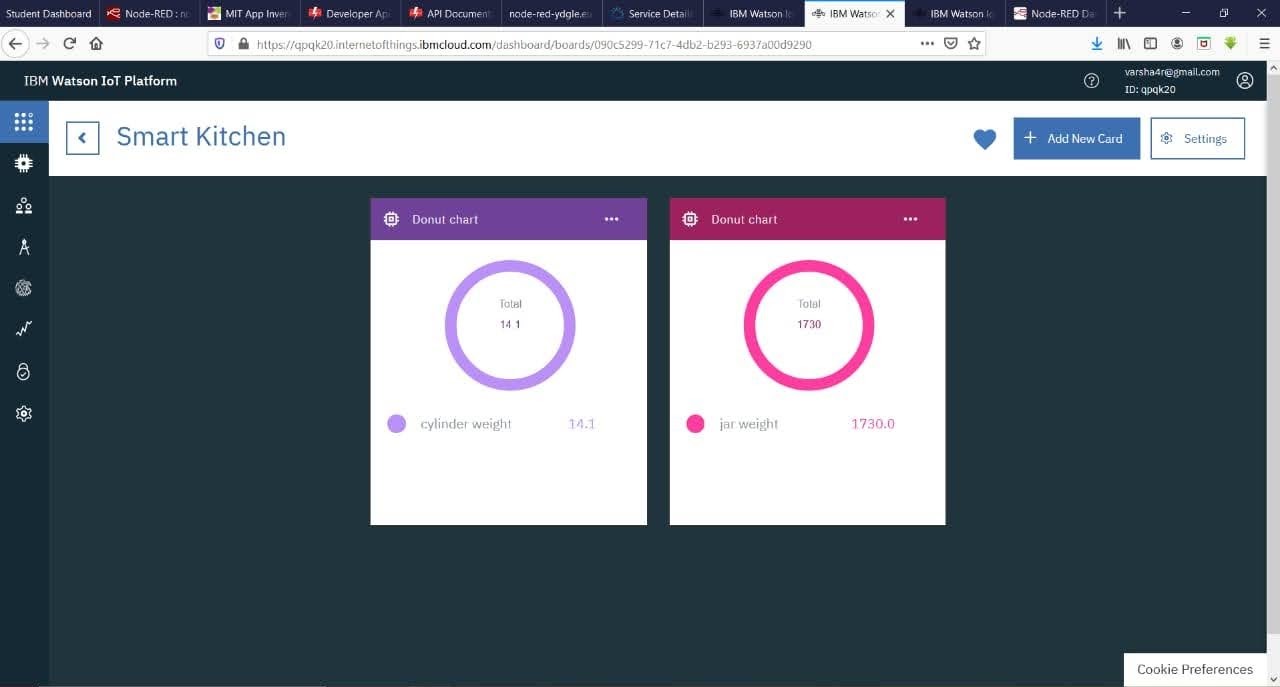 Student Dashboard
Node-RED : no
MIT App Inver
Developer Ap
API Document
node-red-ydgle.eu
Service Detail
IBM Watson Io
IBM Watso
IBM Watson Io
Node-RED Da
https://qpqk20.internetofthings.ibmcloud.com/dashboard/boards/090c5299-71c7-4db2-b293-6937a00d9290
IBM Watson IoT Platform
varsha4r@gmail.com
ID: qpqk20
Smart Kitchen
Add New Card
Settings
Donut chart
Total
14.1
cylinder weight 14.1
Donut chart
Total
1730
jar weight 1730.0
Cookie Preferences